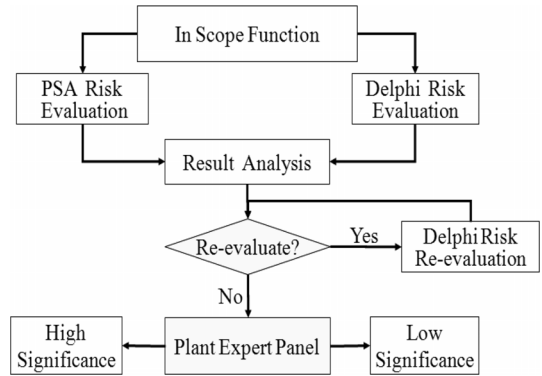 In Scope Function
PSA Risk
Evaluation
Delphi Risk
Evaluation
Result Analysis
Re-evaluate?
Yes
Delphi Risk
Re-evaluation
No
High
Significance
Plant Expert Panel
Low
Significance